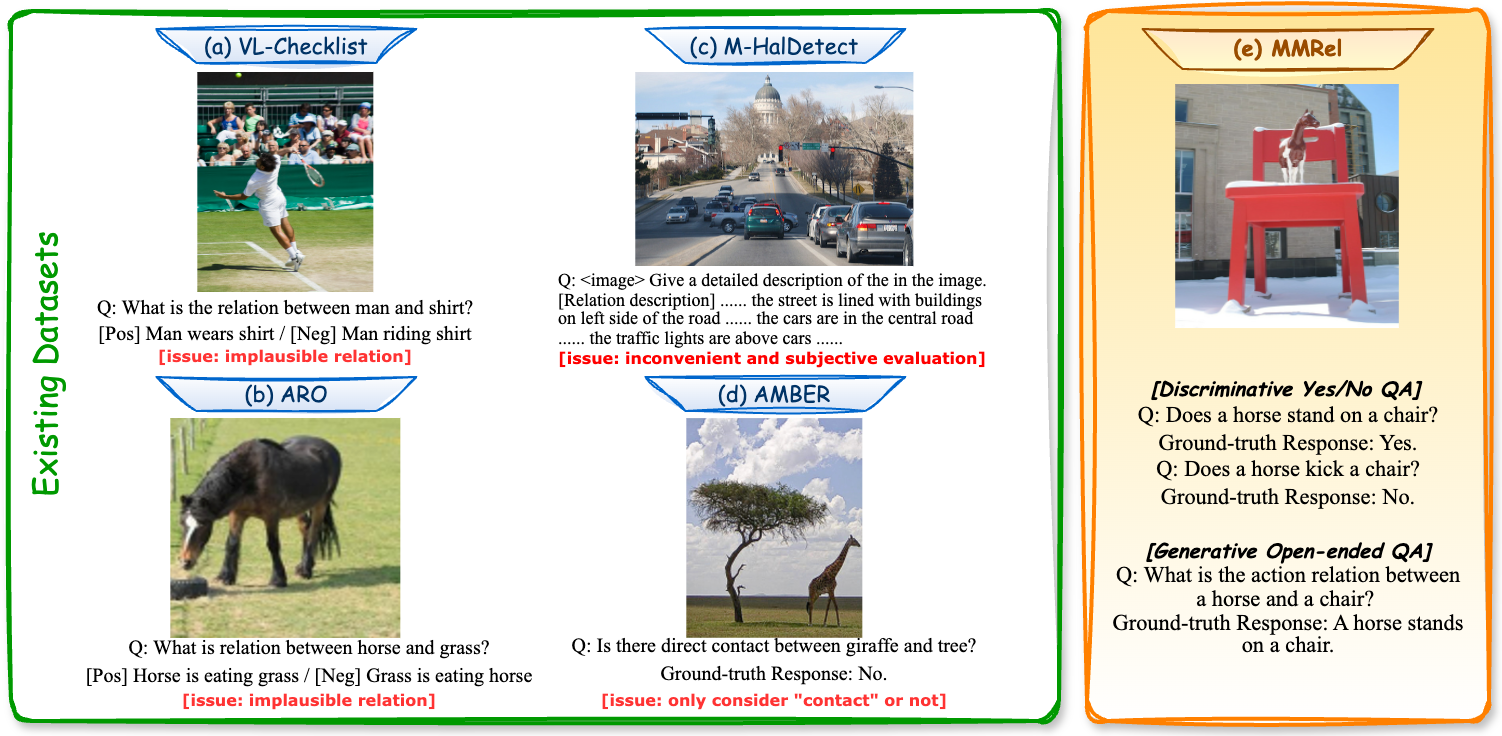 Existing Datasets
(a) VL-Checklist
Q: What is the relation between man and shirt?
[Pos] Man wears shirt / [Neg] Man riding shirt
[issue: implausible relation]
(b) ARO
Q: What is relation between horse and grass?
[Pos] Horse is eating grass / [Neg] Grass is eating horse
[issue: implausible relation]
(c) M-HalDetect
Q: <image> Give a detailed description of the in the image.
[Relation description] ...... the street is lined with buildings
on left side of the road ...... the cars are in the central road
...... the traffic lights are above cars ......
[issue: inconvenient and subjective evaluation]
(d) AMBER
Q: Is there direct contact between giraffe and tree?
Ground-truth Response: No.
[issue: only consider "contact" or not]
(e) MMRel
[Discriminative Yes/No QA]
Q: Does a horse stand on a chair?
Ground-truth Response: Yes.
Q: Does a horse kick a chair?
Ground-truth Response: No.
[Generative Open-ended QA]
Q: What is the action relation between
a horse and a chair?
Ground-truth Response: A horse stands
on a chair.